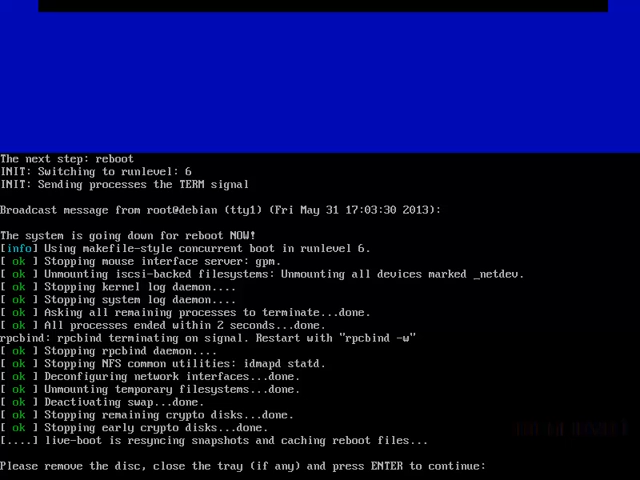 The next step: reboot
INIT: Switching to runlevel: 6
INIT: Sending processes the TERM signal
Broadcast message from root@debian (tty1) (Fri May 31 17:03:30 2013):
The system is going down for reboot NOW!
[info] Using makefile-style concurrent boot in runlevel 6.
[ ok ] Stopping mouse interface server: gpm.
[ ok ] Unmounting iscsi-backed filesystems: Unmounting all devices marked _netdev.
[ ok ] Stopping kernel log daemon....
[ ok ] Stopping system log daemon....
[ ok ] Asking all remaining processes to terminate...done.
[ ok ] All processes ended within 2 seconds...done.
rpcbind: rpcbind terminating on signal. Restart with "rpcbind -w"
[ ok ] Stopping rpcbind daemon....
[ ok ] Stopping NFS common utilities: idmapd statd.
[ ok ] Deconfiguring network interfaces...done.
[ ok ] Unmounting temporary filesystems...done.
[ ok ] Deactivating swap...done.
[ ok ] Stopping remaining crypto disks...done.
[ ok ] Stopping early crypto disks...done.
[....] live-boot is resyncing snapshots and caching reboot files...
Please remove the disc, close the tray (if any) and press ENTER to continue: